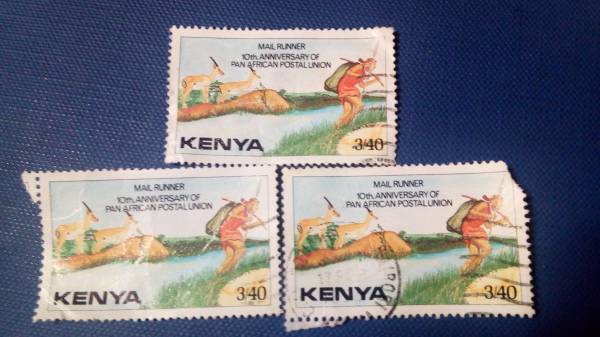 MAIL RUNNER
10th. ANNIVERSARY OF
PAN AFRICAN POSTAL UNION
KENYA 3/40
MAIL RUNNER
10th. ANNIVERSARY OF
PAN AFRICAN POSTAL UNION
KENYA 3/40
MAIL RUNNER
10th. ANNIVERSARY OF
PAN AFRICAN POSTAL UNION
KENYA 3/40